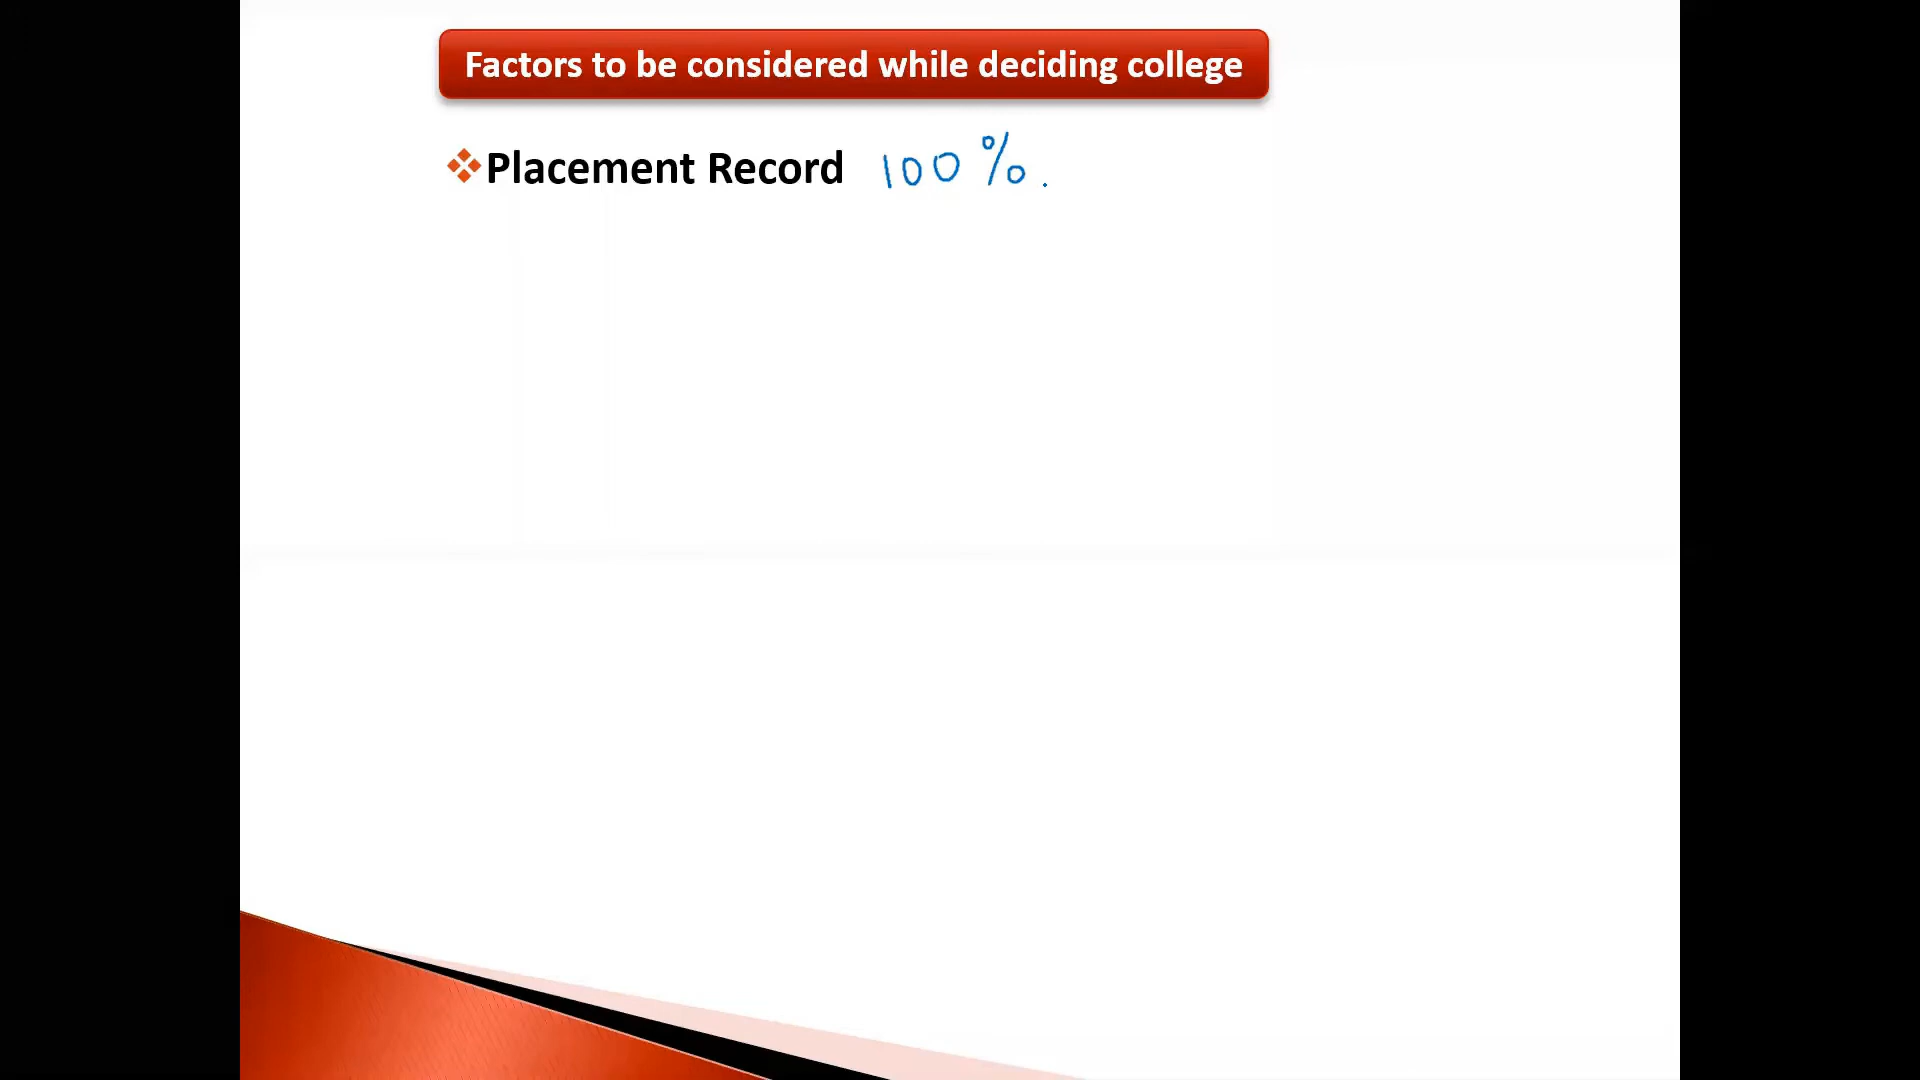 Factors to be considered while deciding college
Placement Record 100%.